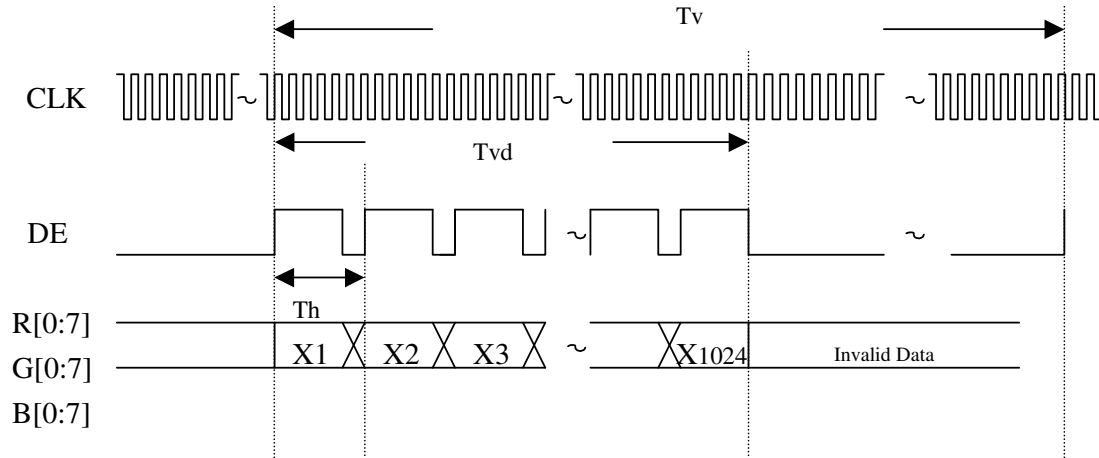 Tv
CLK
Tvd
DE
Th
R[0:7]
X1 X2 X3 X1024 Invalid Data
G[0:7]
B[0:7]